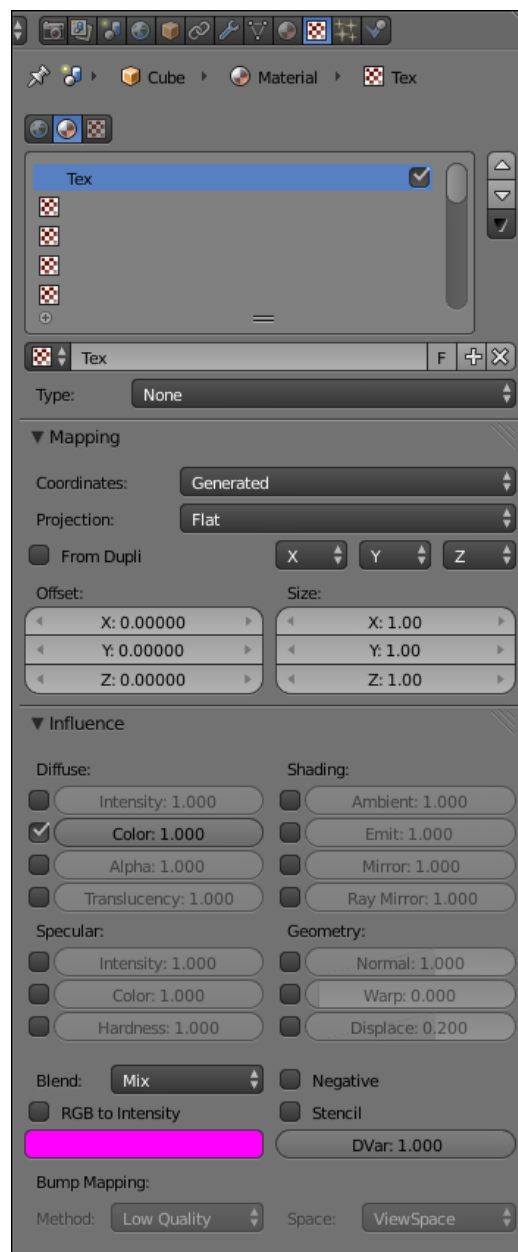 Cube Material Tex
Tex
Tex F
Type: None
Mapping
Coordinates: Generated
Projection: Flat
From Dupli X Y Z
Offset: Size:
X: 0.00000 X: 1.00
Y: 0.00000 Y: 1.00
Z: 0.00000 Z: 1.00
Influence
Diffuse: Shading:
Intensity: 1.000 Ambient: 1.000
Color: 1.000 Emit: 1.000
Alpha: 1.000 Mirror: 1.000
Translucency: 1.000 Ray Mirror: 1.000
Specular: Geometry:
Intensity: 1.000 Normal: 1.000
Color: 1.000 Warp: 0.000
Hardness: 1.000 Displace: 0.200
Blend: Mix Negative
RGB to Intensity Stencil
DVar: 1.000
Bump Mapping:
Method: Low Quality Space: ViewSpace